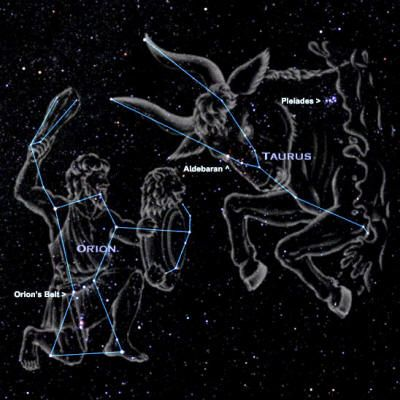 Pleiades >
Taurus
Aldebaran ^
Orion
Orion's Belt >